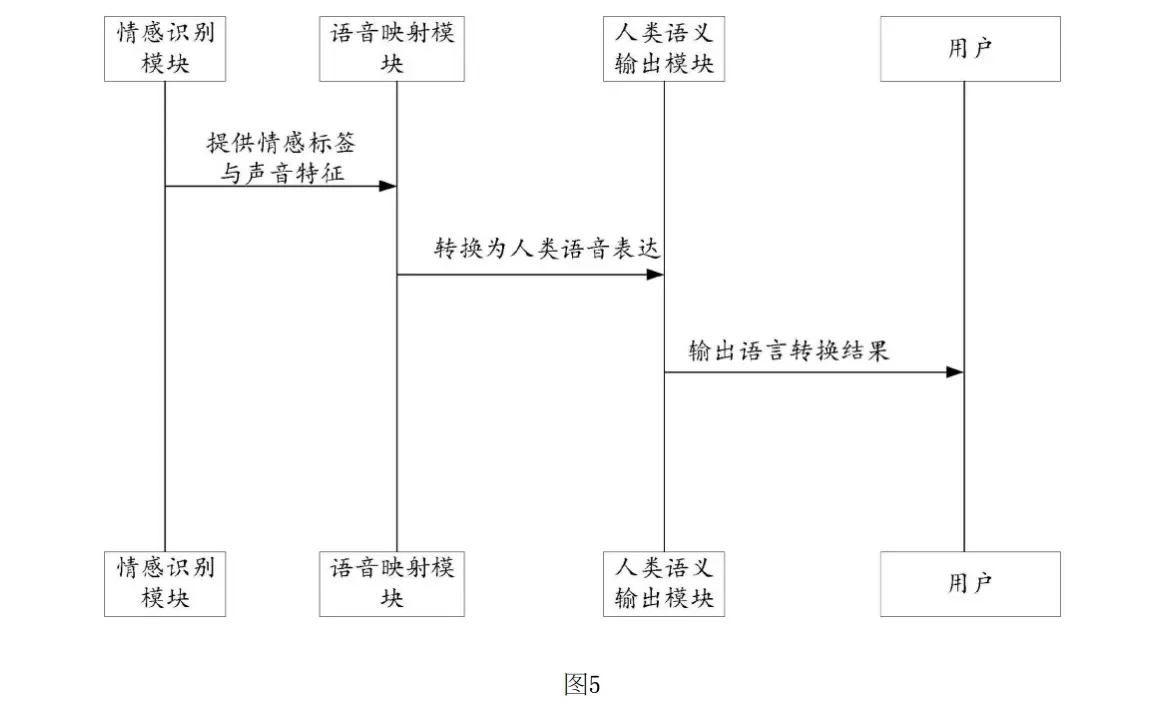 情感识别
模块
语音映射模
块
人类语义
输出模块
用户
提供情感标签
与声音特征
转换为人类语音表达
输出语言转换结果
情感识别
模块
语音映射模
块
人类语义
输出模块
用户
图5